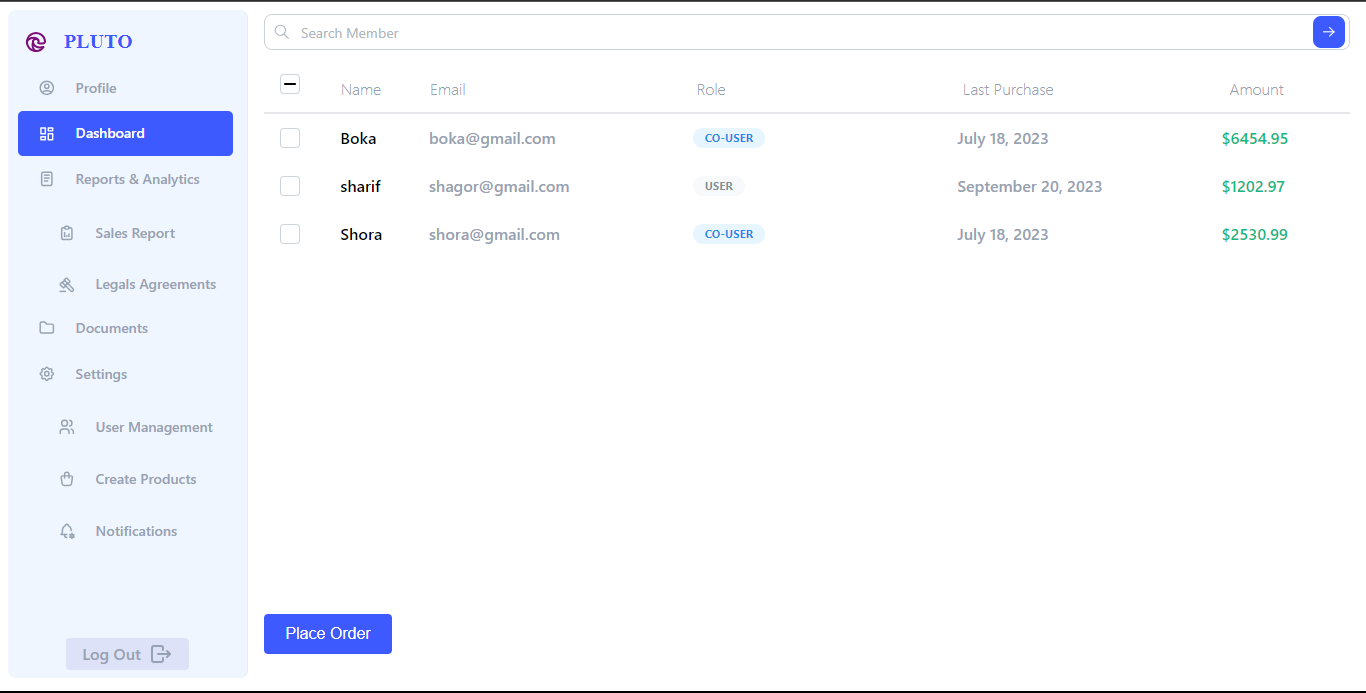 PLUTO
Profile
Dashboard
Reports & Analytics
Sales Report
Legals Agreements
Documents
Settings
User Management
Create Products
Notifications
Log Out
Search Member
Name Email Role Last Purchase Amount
Boka boka@gmail.com CO-USER July 18, 2023 $6454.95
sharif shagor@gmail.com USER September 20, 2023 $1202.97
Shora shora@gmail.com CO-USER July 18, 2023 $2530.99
Place Order